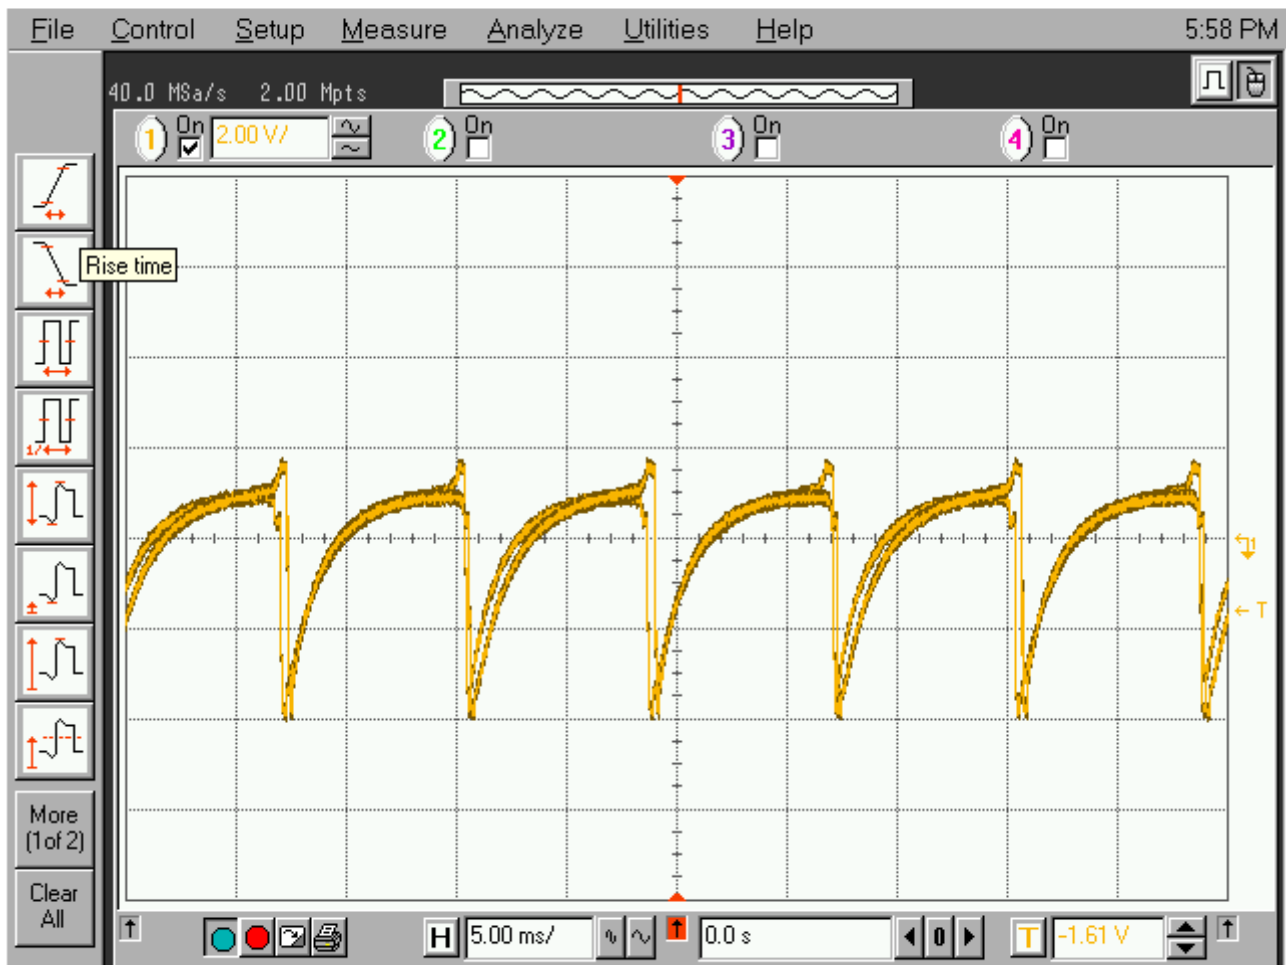 File Control Setup Measure Analyze Utilities Help 5:58 PM
40.0 MSa/s 2.00 Mpts
1 On 2.00 V/ 2 On 3 On 4 On
Rise time
1/
1
T
More
(1of 2)
Clear
All
H 5.00 ms/ 0.0 s 0 T -1.61 V